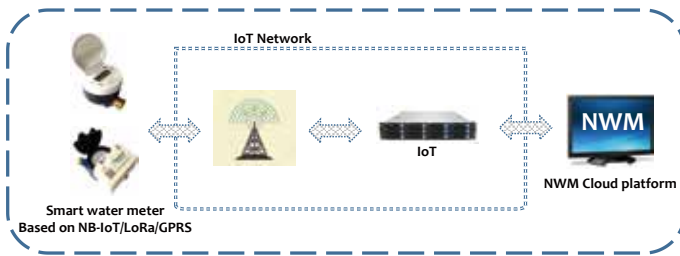 IoT Network
NWM
IoT
NWM Cloud platform
Smart water meter
Based on NB-IoT/LoRa/GPRS